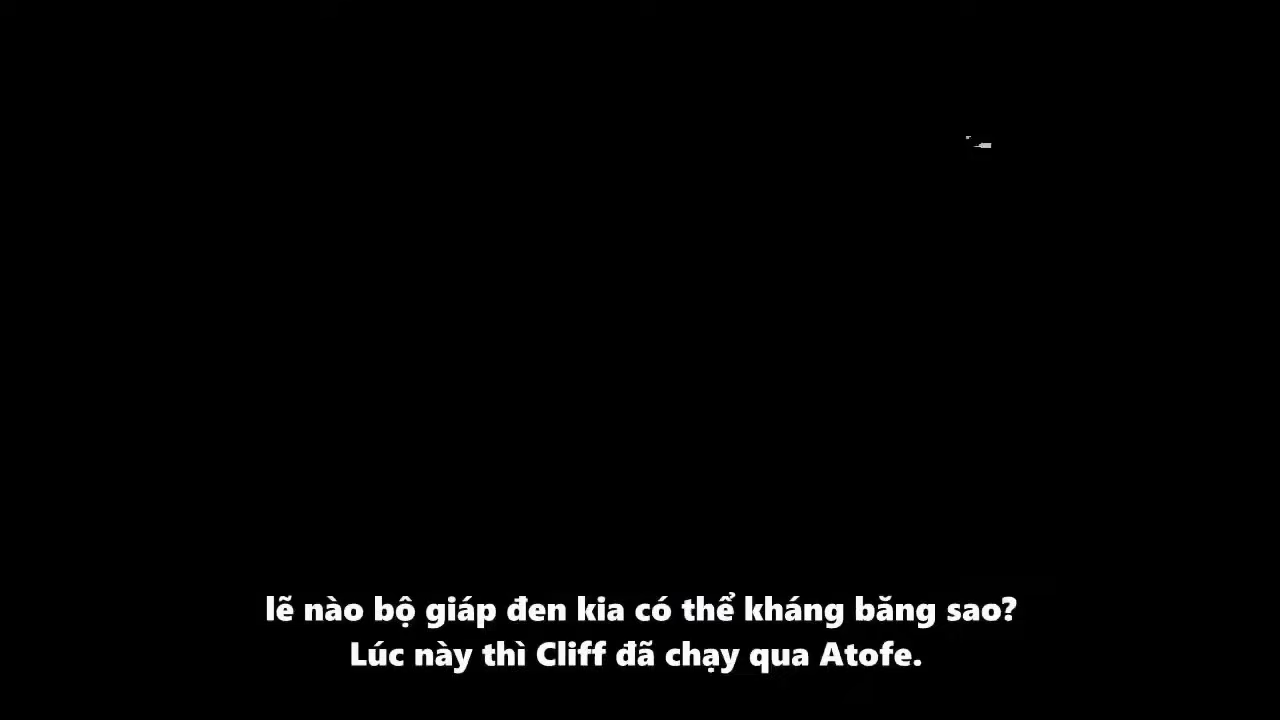 lẽ nào bộ giáp đen kia có thể kháng băng sao?
Lúc này thì Cliff đã chạy qua Atofe.